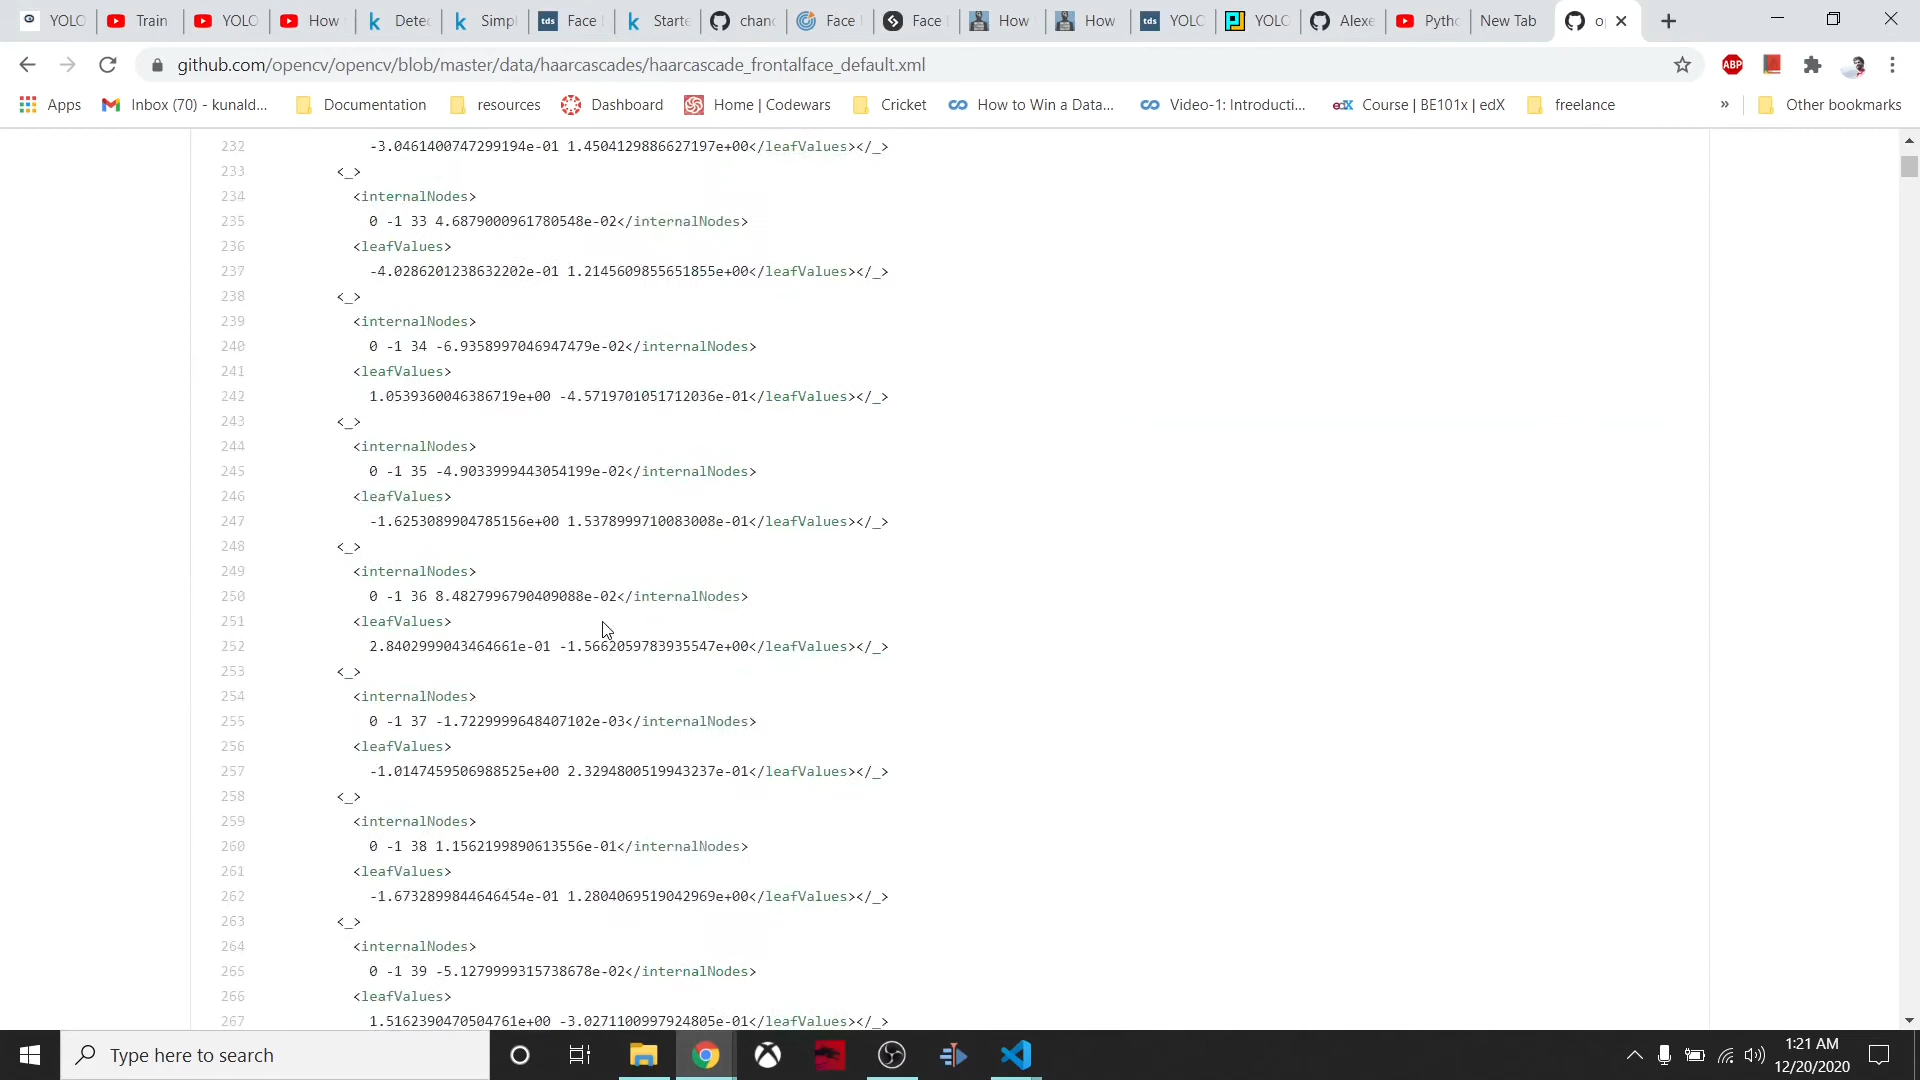 YOLO Train YOLO How Detec Simpl Face Starte chand Face Face How How YOLO YOLO Alexe Pytho New Tab op
github.com/opencv/opencv/blob/master/data/haarcascades/haarcascade_frontalface_default.xml ABP
Apps Inbox (70) - kunald... Documentation resources Dashboard Home | Codewars Cricket How to Win a Data... Video-1: Introducti... Course | BE101x | edX freelance » Other bookmarks
232 -3.0461400747299194e-01 1.4504129886627197e+00</leafValues></_>
233 <_>
234 <internalNodes>
235 0 -1 33 4.6879000961780548e-02</internalNodes>
236 <leafValues>
237 -4.0286201238632202e-01 1.2145609855651855e+00</leafValues></_>
238 <_>
239 <internalNodes>
240 0 -1 34 -6.9358997046947479e-02</internalNodes>
241 <leafValues>
242 1.0539360046386719e+00 -4.5719701051712036e-01</leafValues></_>
243 <_>
244 <internalNodes>
245 0 -1 35 -4.9033999443054199e-02</internalNodes>
246 <leafValues>
247 -1.6253089904785156e+00 1.5378999710083008e-01</leafValues></_>
248 <_>
249 <internalNodes>
250 0 -1 36 8.4827996790409088e-02</internalNodes>
251 <leafValues>
252 2.8402999043464661e-01 -1.5662059783935547e+00</leafValues></_>
253 <_>
254 <internalNodes>
255 0 -1 37 -1.7229999648407102e-03</internalNodes>
256 <leafValues>
257 -1.0147459506988525e+00 2.3294800519943237e-01</leafValues></_>
258 <_>
259 <internalNodes>
260 0 -1 38 1.1562199890613556e-01</internalNodes>
261 <leafValues>
262 -1.6732899844646454e-01 1.2804069519042969e+00</leafValues></_>
263 <_>
264 <internalNodes>
265 0 -1 39 -5.1279999315738678e-02</internalNodes>
266 <leafValues>
267 1.5162390470504761e+00 -3.0271100997924805e-01</leafValues></_>
Type here to search 1:21 AM
12/20/2020